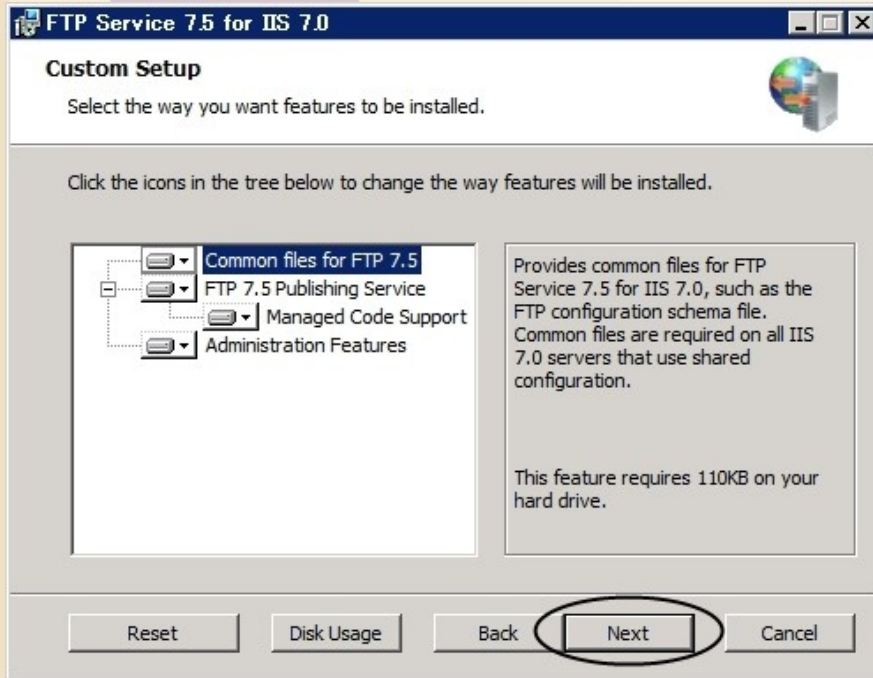 FTP Service 7.5 for IIS 7.0
Custom Setup
Select the way you want features to be installed.
Click the icons in the tree below to change the way features will be installed.
Common files for FTP 7.5
FTP 7.5 Publishing Service
Managed Code Support
Administration Features
Provides common files for FTP
Service 7.5 for IIS 7.0, such as the
FTP configuration schema file.
Common files are required on all IIS
7.0 servers that use shared
configuration.
This feature requires 110KB on your
hard drive.
Reset Disk Usage Back Next Cancel